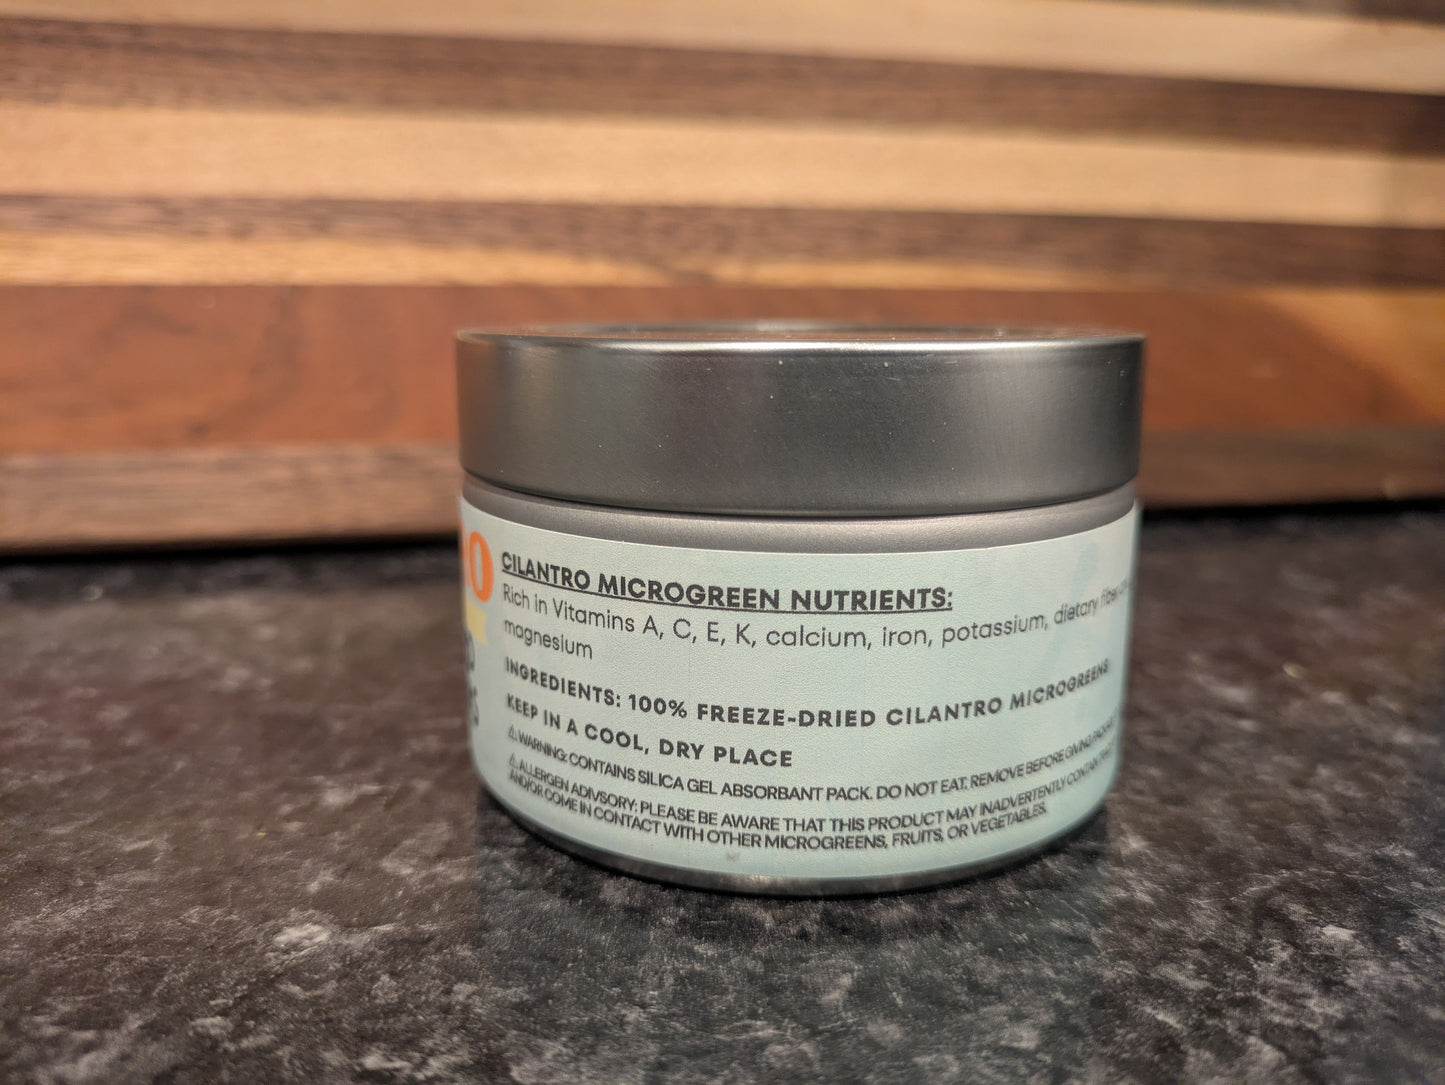 CILANTRO MICROGREEN NUTRIENTS:
Rich in Vitamins A, C, E, K, calcium, iron, potassium, dietary fiber
magnesium
INGREDIENTS: 100% FREEZE-DRIED CILANTRO MICROGREENS
KEEP IN A COOL, DRY PLACE
⚠ WARNING: CONTAINS SILICA GEL ABSORBANT PACK. DO NOT EAT. REMOVE BEFORE GIVING
⚠ ALLERGEN ADIVSORY: PLEASE BE AWARE THAT THIS PRODUCT MAY INADVERTENTLY CONTAIN
AND/OR COME IN CONTACT WITH OTHER MICROGREENS, FRUITS, OR VEGETABLES.